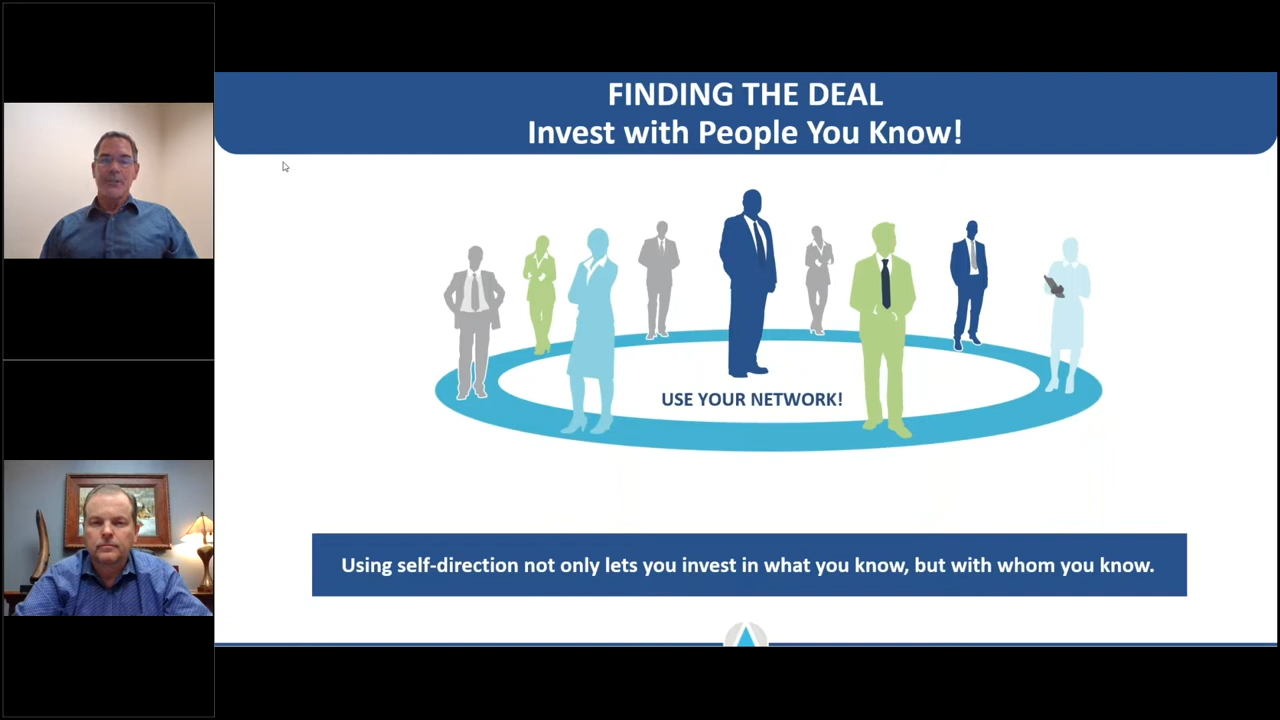 FINDING THE DEAL
Invest with People You Know!
USE YOUR NETWORK!
Using self-direction not only lets you invest in what you know, but with whom you know.